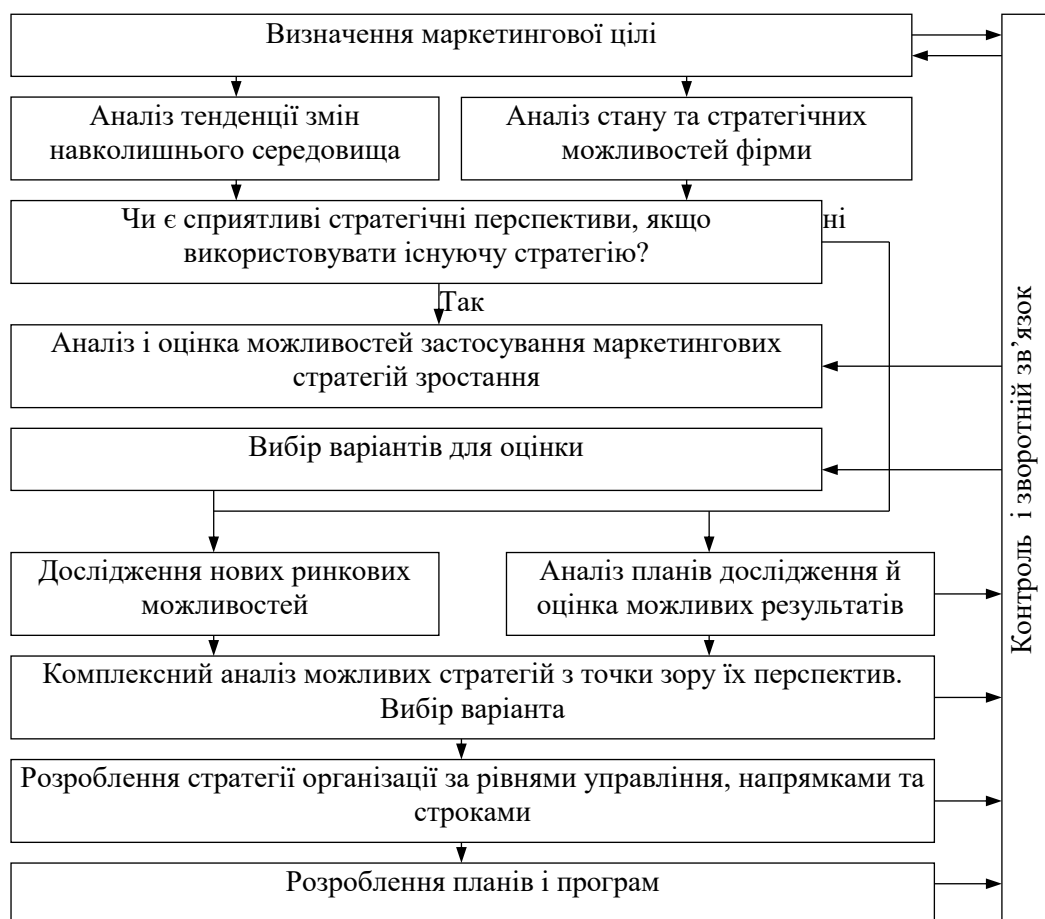 Визначення маркетингової цілі
Аналіз тенденції змін
навколишнього середовища
Аналіз стану та стратегічних
можливостей фірми
Чи є сприятливі стратегічні перспективи, якщо
використовувати існуючу стратегію?
ні
Так
Аналіз і оцінка можливостей застосування маркетингових
стратегій зростання
Вибір варіантів для оцінки
Дослідження нових ринкових
можливостей
Аналіз планів дослідження й
оцінка можливих результатів
Комплексний аналіз можливих стратегій з точки зору їх перспектив.
Вибір варіанта
Розроблення стратегії організації за рівнями управління, напрямками та
строками
Розроблення планів і програм
Контроль і зворотній зв’язок